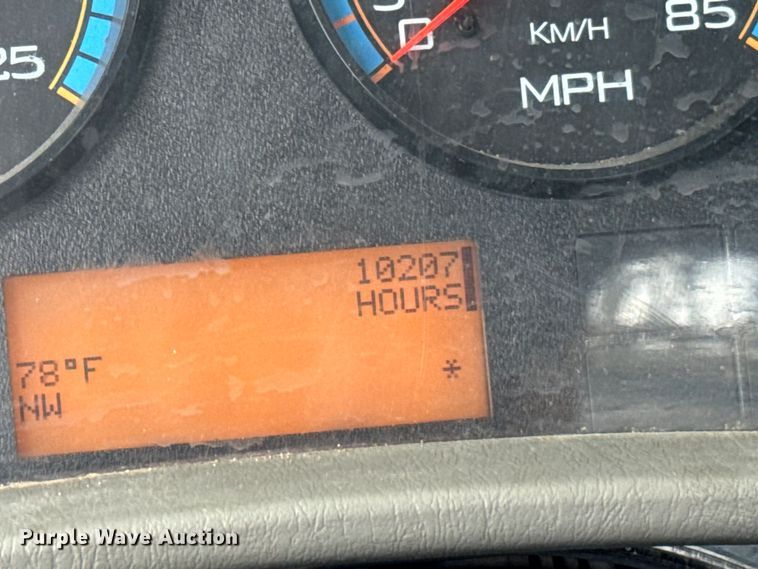 25
0
KM/H
85
MPH
10207
HOURS
78°F
*
NW
Purple Wave Auction